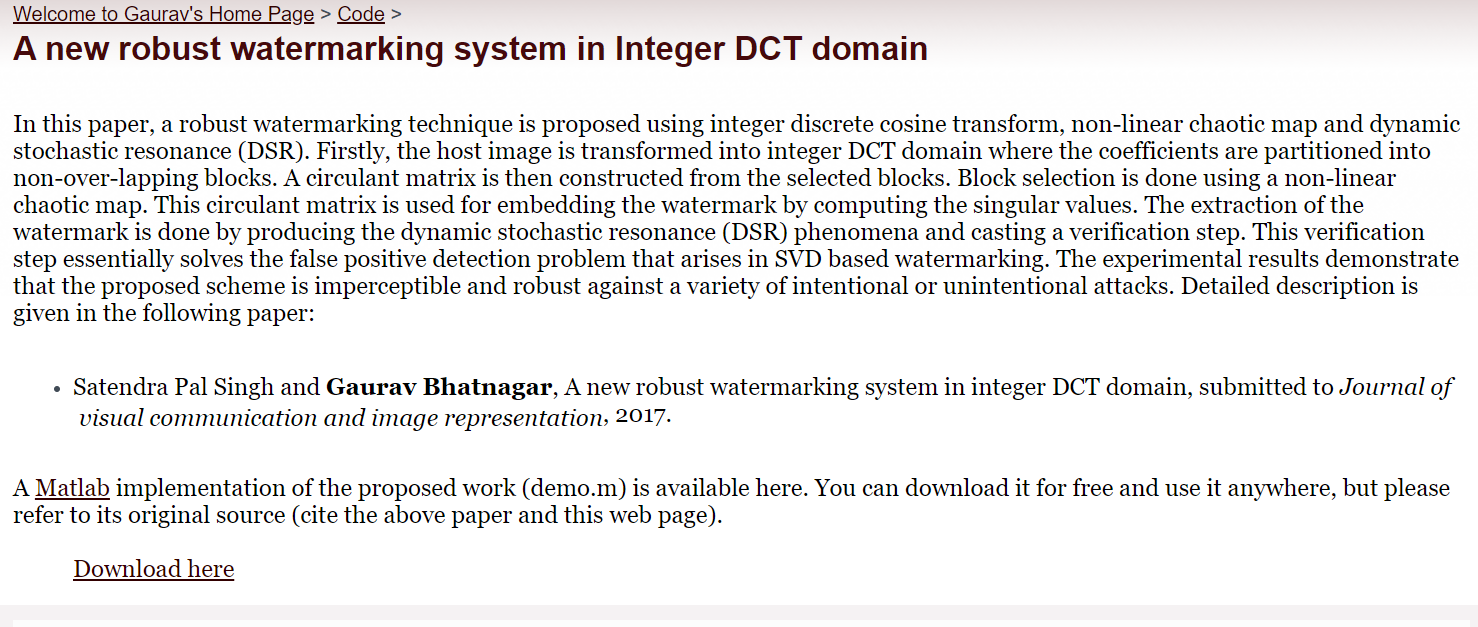 Welcome to Gaurav's Home Page > Code >
A new robust watermarking system in Integer DCT domain
In this paper, a robust watermarking technique is proposed using integer discrete cosine transform, non-linear chaotic map and dynamic
stochastic resonance (DSR). Firstly, the host image is transformed into integer DCT domain where the coefficients are partitioned into
non-over-lapping blocks. A circulant matrix is then constructed from the selected blocks. Block selection is done using a non-linear
chaotic map. This circulant matrix is used for embedding the watermark by computing the singular values. The extraction of the
watermark is done by producing the dynamic stochastic resonance (DSR) phenomena and casting a verification step. This verification
step essentially solves the false positive detection problem that arises in SVD based watermarking. The experimental results demonstrate
that the proposed scheme is imperceptible and robust against a variety of intentional or unintentional attacks. Detailed description is
given in the following paper:
• Satendra Pal Singh and Gaurav Bhatnagar, A new robust watermarking system in integer DCT domain, submitted to Journal of
visual communication and image representation, 2017.
A Matlab implementation of the proposed work (demo.m) is available here. You can download it for free and use it anywhere, but please
refer to its original source (cite the above paper and this web page).
Download here